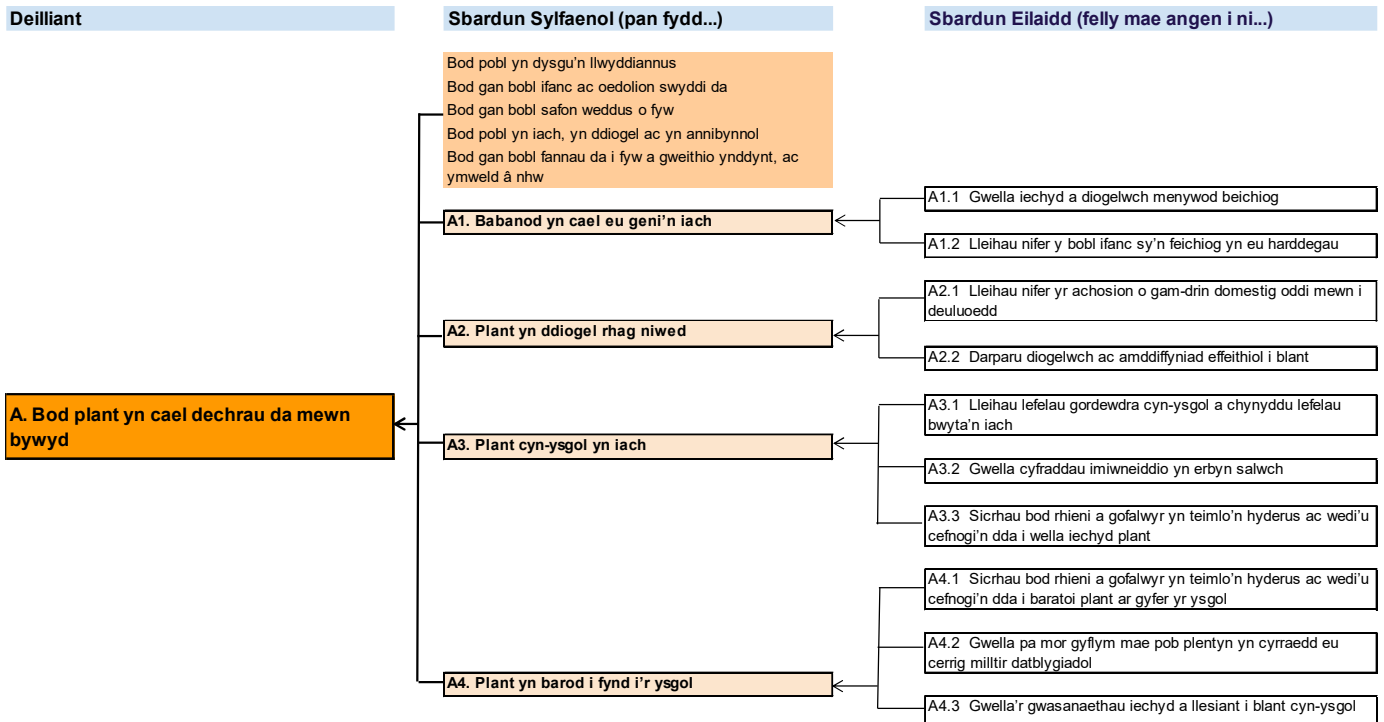 Deilliant
Sbardun Sylfaenol (pan fydd...)
Sbardun Eilaidd (felly mae angen i ni...)
Bod pobl yn dysgu'n llwyddiannus
Bod gan bobl ifanc ac oedolion swyddi da
Bod gan bobl safon weddus o fyw
Bod pobl yn iach, yn ddiogel ac yn annibynnol
Bod gan bobl fannau da i fyw a gweithio ynddynt, ac
ymweld â nhw
A. Bod plant yn cael dechrau da mewn
bywyd
A1. Babanod yn cael eu geni'n iach
A1.1 Gwella iechyd a diogelwch menywod beichiog
A1.2 Lleihau nifer y bobl ifanc sy'n feichiog yn eu harddegau
A2. Plant yn ddiogel rhag niwed
A2.1 Lleihau nifer yr achosion o gam-drin domestig oddi mewn i
deuluoedd
A2.2 Darparu diogelwch ac amddiffyniad effeithiol i blant
A3. Plant cyn-ysgol yn iach
A3.1 Lleihau lefelau gordewdra cyn-ysgol a chynyddu lefelau
bwyta'n iach
A3.2 Gwella cyfraddau imiwneiddio yn erbyn salwch
A3.3 Sicrhau bod rhieni a gofalwyr yn teimlo'n hyderus ac wedi'u
cefnogi'n dda i wella iechyd plant
A4. Plant yn barod i fynd i'r ysgol
A4.1 Sicrhau bod rhieni a gofalwyr yn teimlo'n hyderus ac wedi'u
cefnogi'n dda i baratoi plant ar gyfer yr ysgol
A4.2 Gwella pa mor gyflym mae pob plentyn yn cyrraedd eu
cerrig milltir datblygiadol
A4.3 Gwella'r gwasanaethau iechyd a llesiant i blant cyn-ysgol